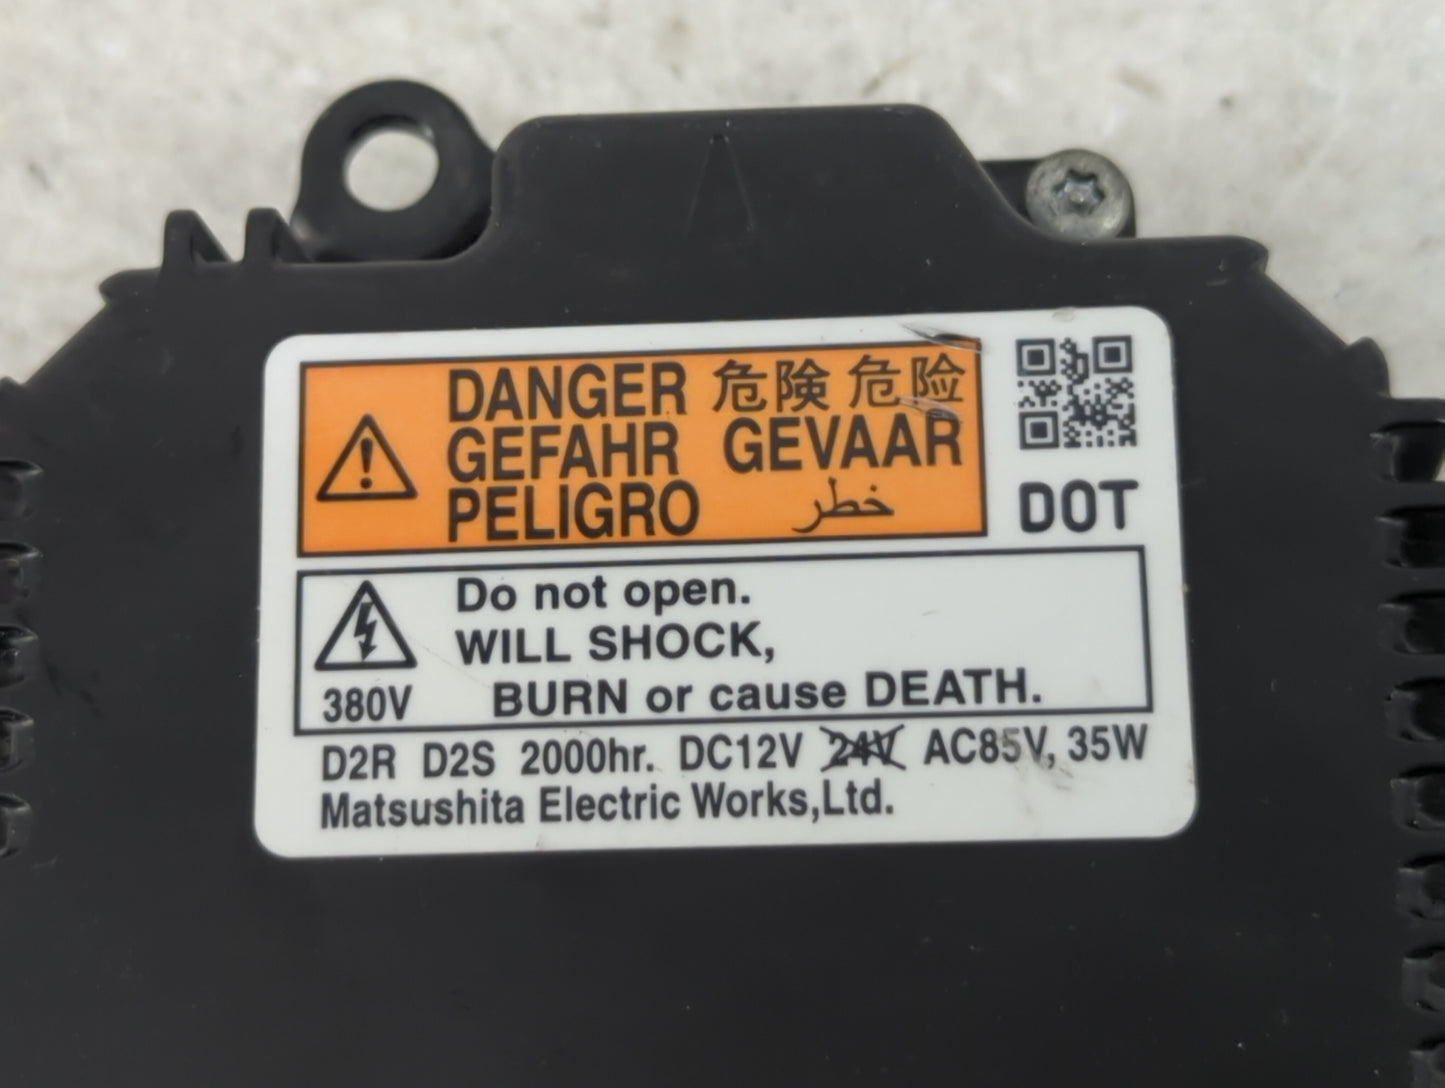 DANGER 危険 危险
GEFAHR GEVAAR
PELIGRO خطر
DOT
Do not open.
WILL SHOCK,
380V BURN or cause DEATH.
D2R D2S 2000hr. DC12V 24V AC85V, 35W
Matsushita Electric Works,Ltd.